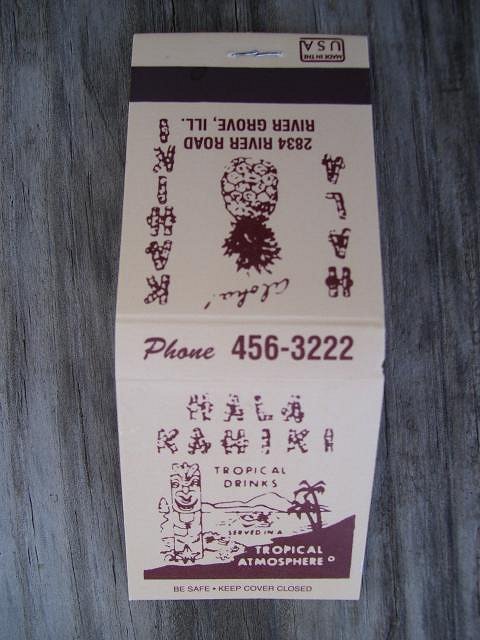 MADE IN THE
USA
2834 RIVER ROAD
RIVER GROVE, ILL.
HALA
KAHIKI
aloha!
Phone 456-3222
HALA
KAHIKI
TROPICAL
DRINKS
SERVED IN A
TROPICAL
ATMOSPHERE
BE SAFE • KEEP COVER CLOSED